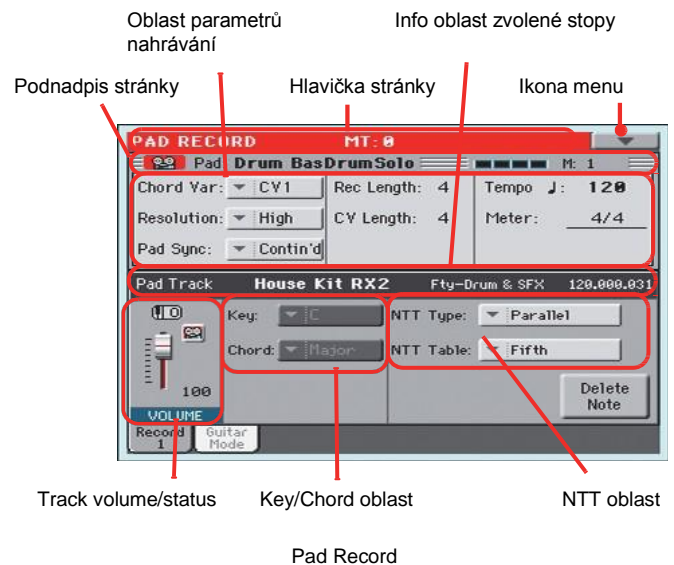 Oblast parametrů
nahrávání
Info oblast zvolené stopy
Podnadpis stránky
Hlavička stránky
Ikona menu
PAD RECORD MT: 0
Pad Drum BasDrumSolo M: 1
Chord Var: CV1 Rec Length: 4 Tempo ♩: 120
Resolution: High CV Length: 4 Meter: 4/4
Pad Sync: Contin'd
Pad Track House Kit RX2 Fty-Drum & SFX 120.000.031
Key: C NTT Type: Parallel
Chord: Major NTT Table: Fifth
100
VOLUME
Delete
Note
Record
1
Guitar
Mode
Track volume/status
Key/Chord oblast
NTT oblast
Pad Record